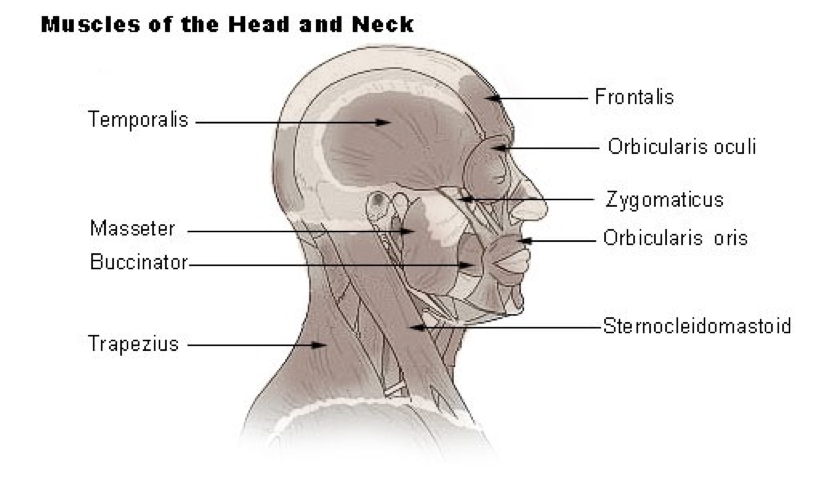 Muscles of the Head and Neck
Temporalis
Masseter
Buccinator
Trapezius
Frontalis
Orbicularis oculi
Zygomaticus
Orbicularis oris
Sternocleidomastoid